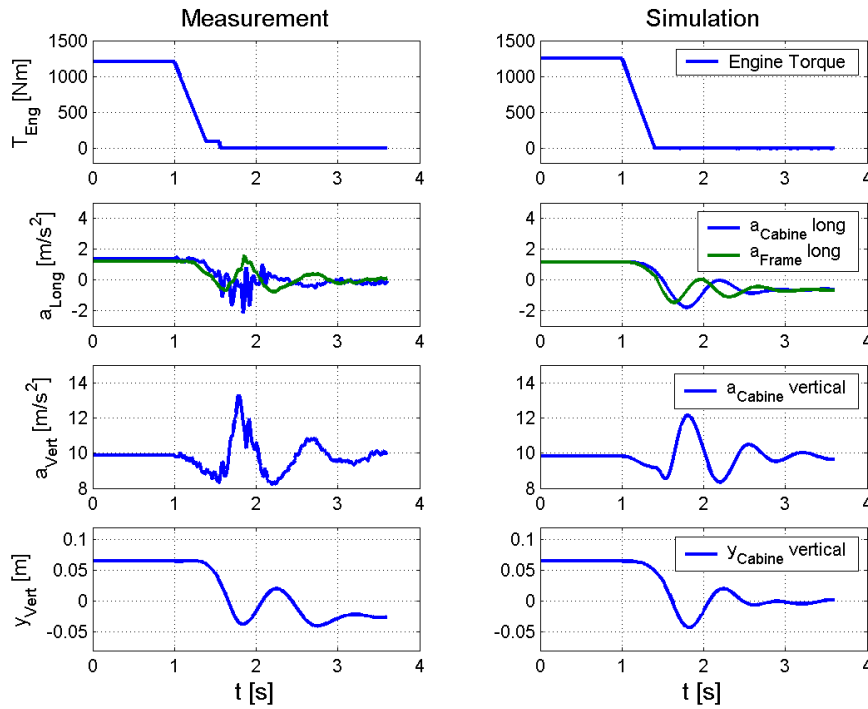 Measurement
Simulation
T_Eng [Nm]
1500
1000
500
0
0 1 2 3 4
1500
1000
500
0
0 1 2 3 4
Engine Torque
a_Long [m/s^2]
4
2
0
-2
0 1 2 3 4
4
2
0
-2
0 1 2 3 4
a_Cabine long
a_Frame long
a_Vert [m/s^2]
14
12
10
8
0 1 2 3 4
14
12
10
8
0 1 2 3 4
a_Cabine vertical
y_Vert [m]
0.1
0.05
0
-0.05
0 1 2 3 4
t [s]
0.1
0.05
0
-0.05
0 1 2 3 4
y_Cabine vertical
t [s]